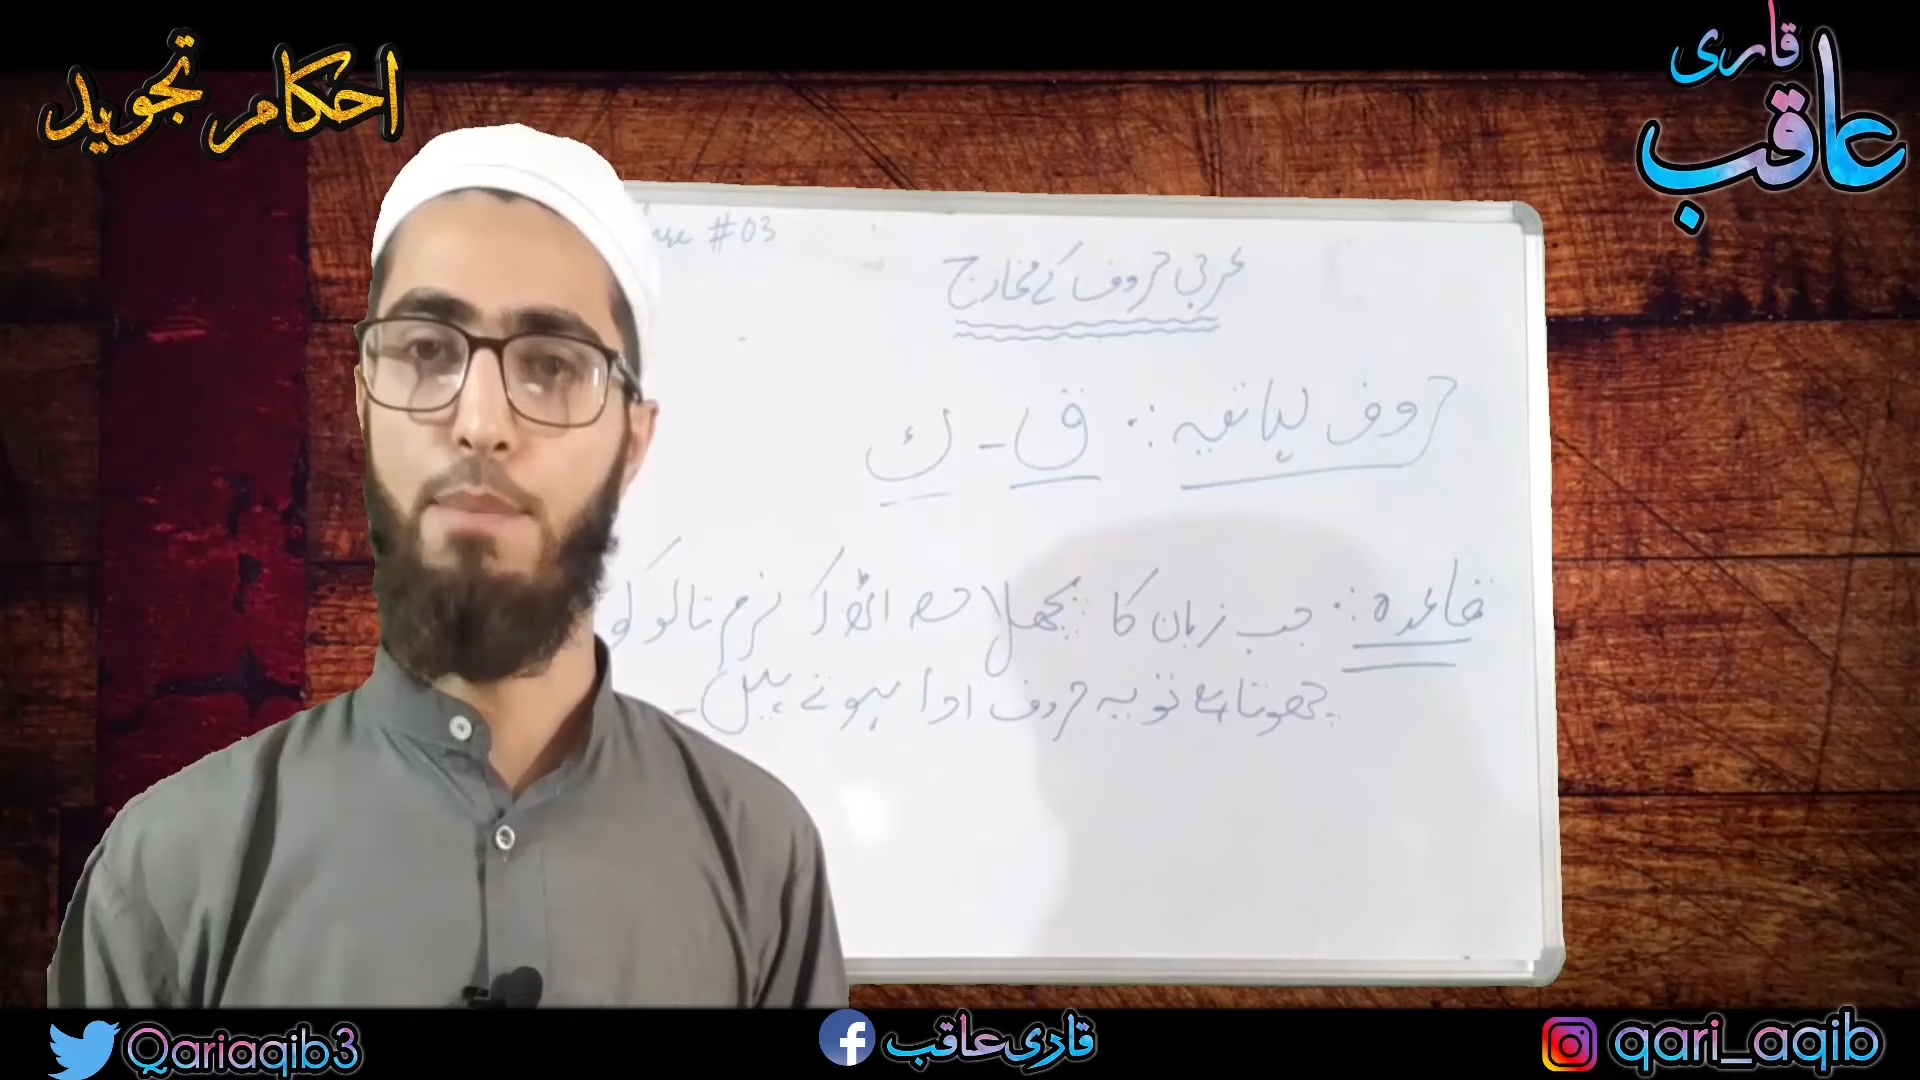 احکام تجوید
قاری
عاقب
#03
عربی حروف کے مخارج
حروف لہاتیہ: ق - ک
قاعدہ: جب زبان کا پچھلا حصہ اٹھ کر نرم تالو کو
چھوتا ہے تو یہ حروف ادا ہوتے ہیں۔
Qariaqib3
قاری عاقب
qari_aqib